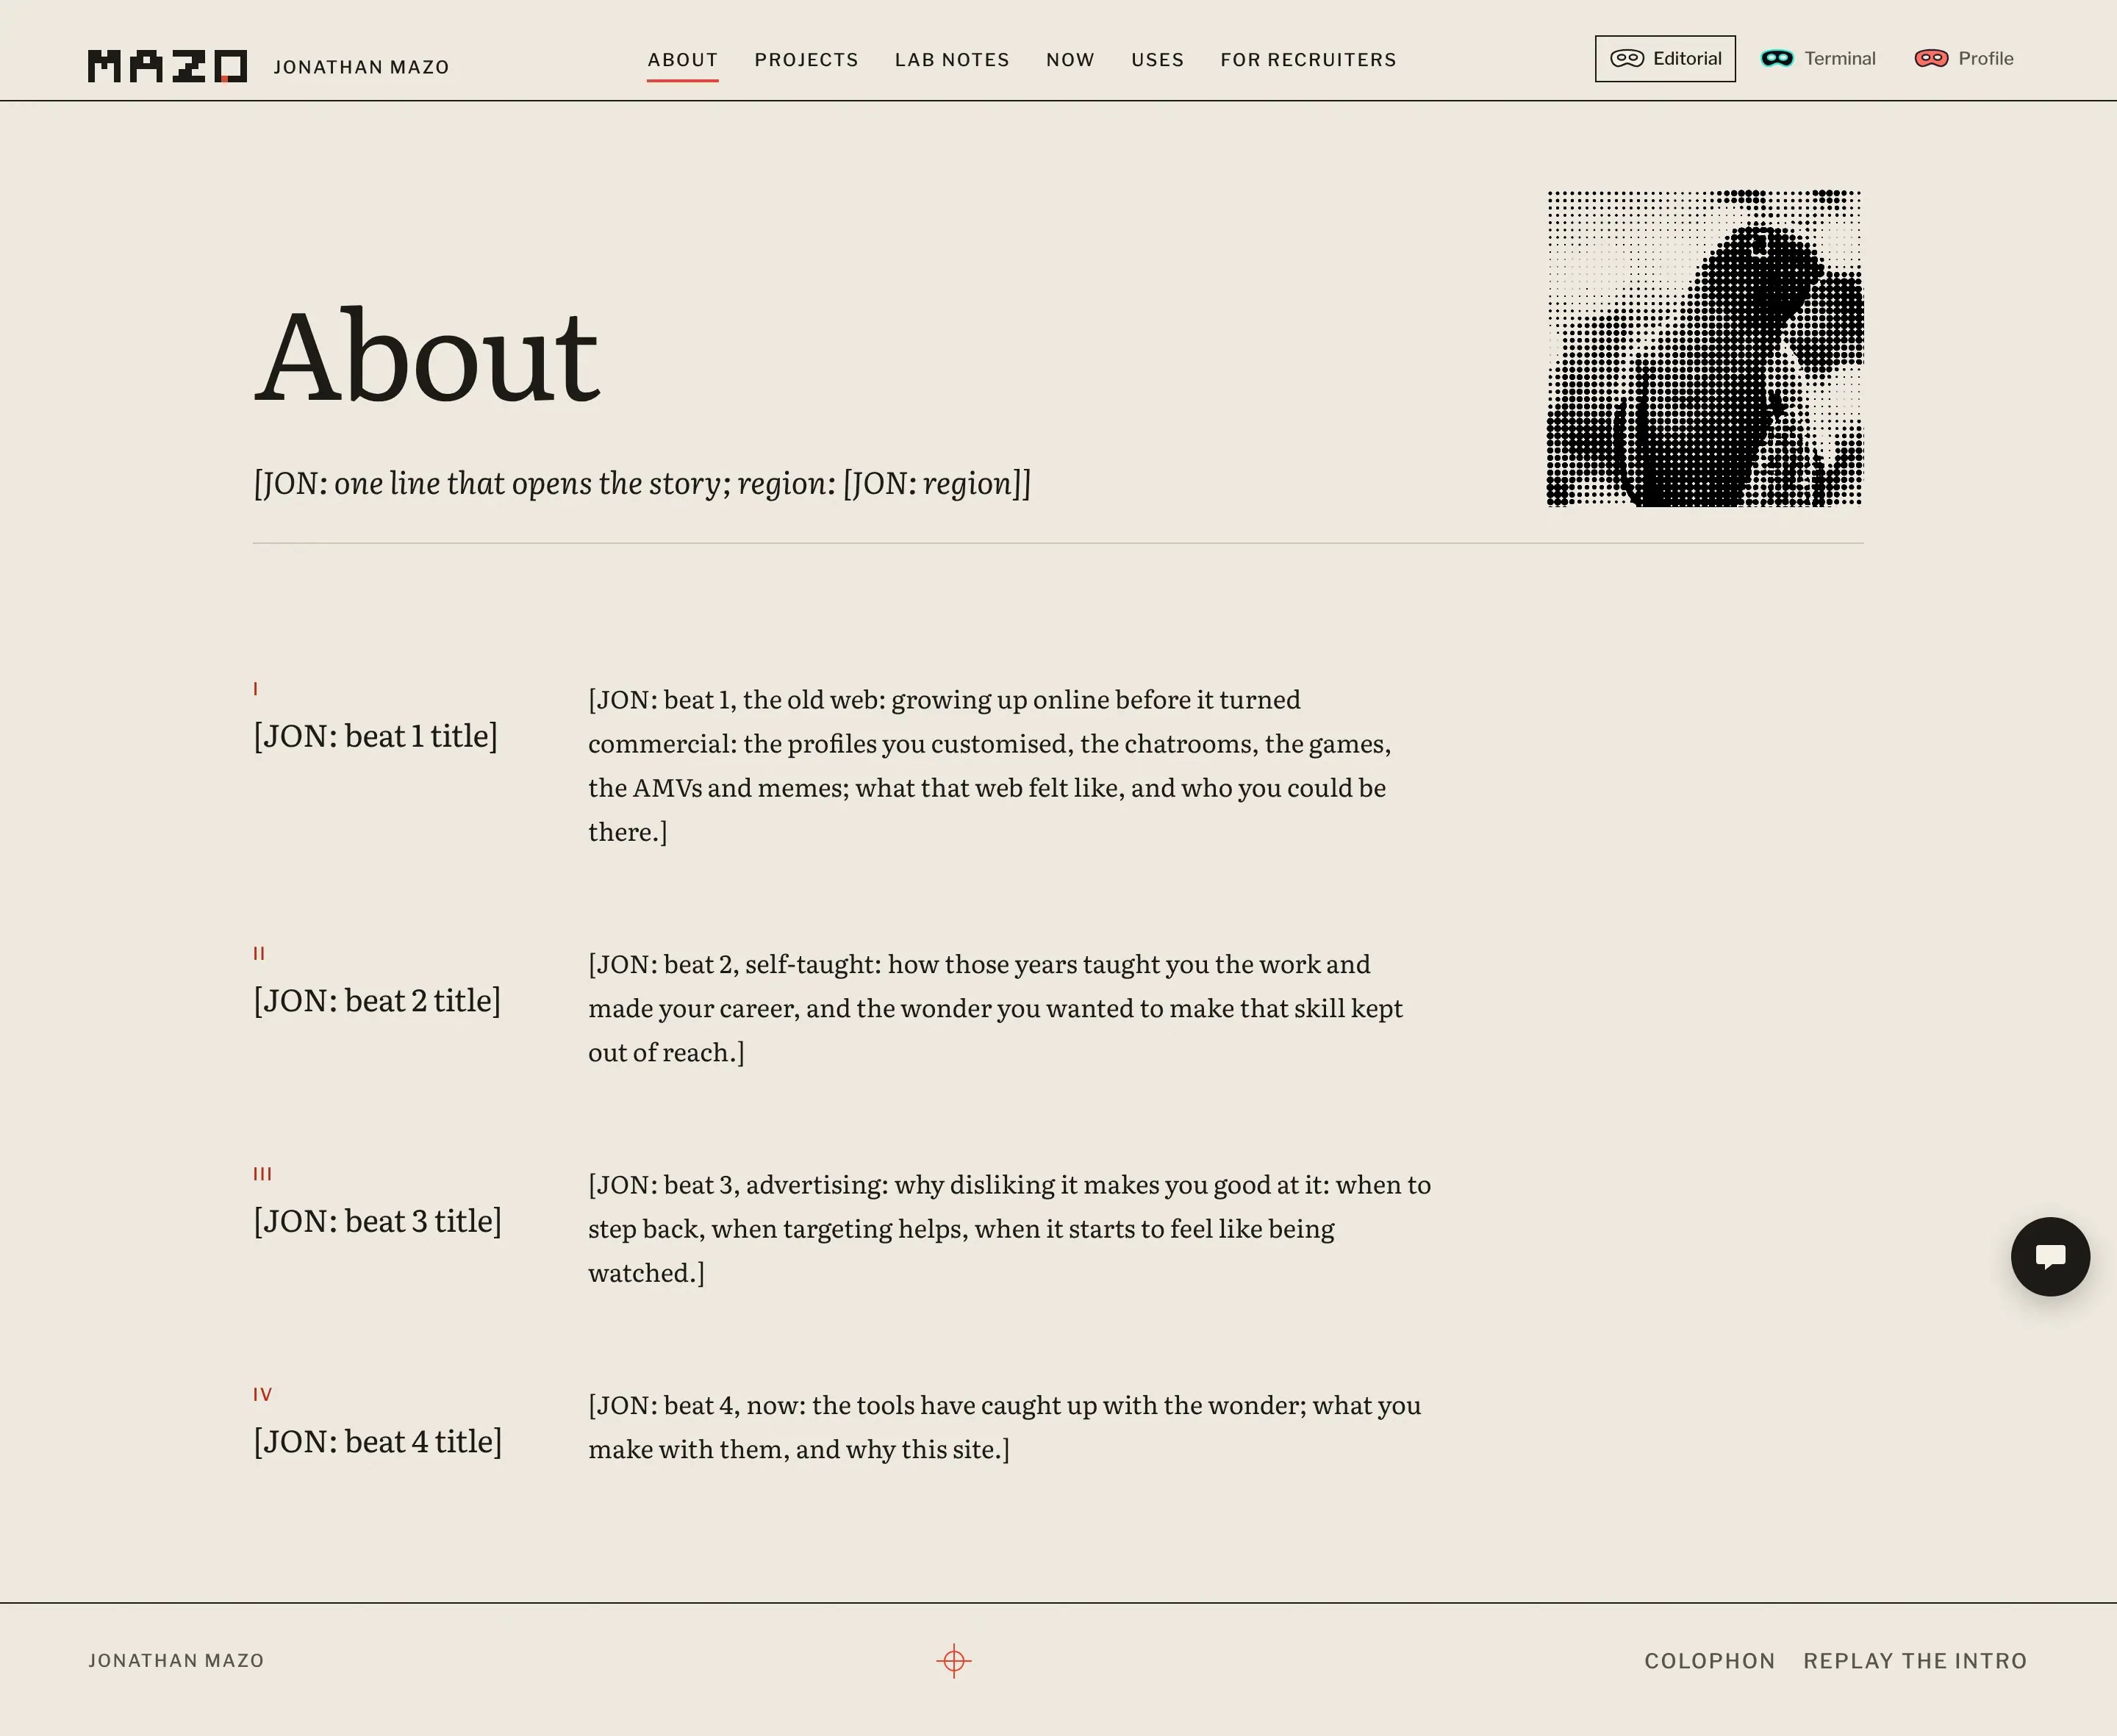 MAZO
JONATHAN MAZO
ABOUT
PROJECTS
LAB NOTES
NOW
USES
FOR RECRUITERS
Editorial
Terminal
Profile
About
[JON: one line that opens the story; region: [JON: region]]
I
[JON: beat 1 title]
[JON: beat 1, the old web: growing up online before it turned
commercial: the profiles you customised, the chatrooms, the games,
the AMVs and memes; what that web felt like, and who you could be
there.]
II
[JON: beat 2 title]
[JON: beat 2, self-taught: how those years taught you the work and
made your career, and the wonder you wanted to make that skill kept
out of reach.]
III
[JON: beat 3 title]
[JON: beat 3, advertising: why disliking it makes you good at it: when to
step back, when targeting helps, when it starts to feel like being
watched.]
IV
[JON: beat 4 title]
[JON: beat 4, now: the tools have caught up with the wonder; what you
make with them, and why this site.]
JONATHAN MAZO
COLOPHON
REPLAY THE INTRO